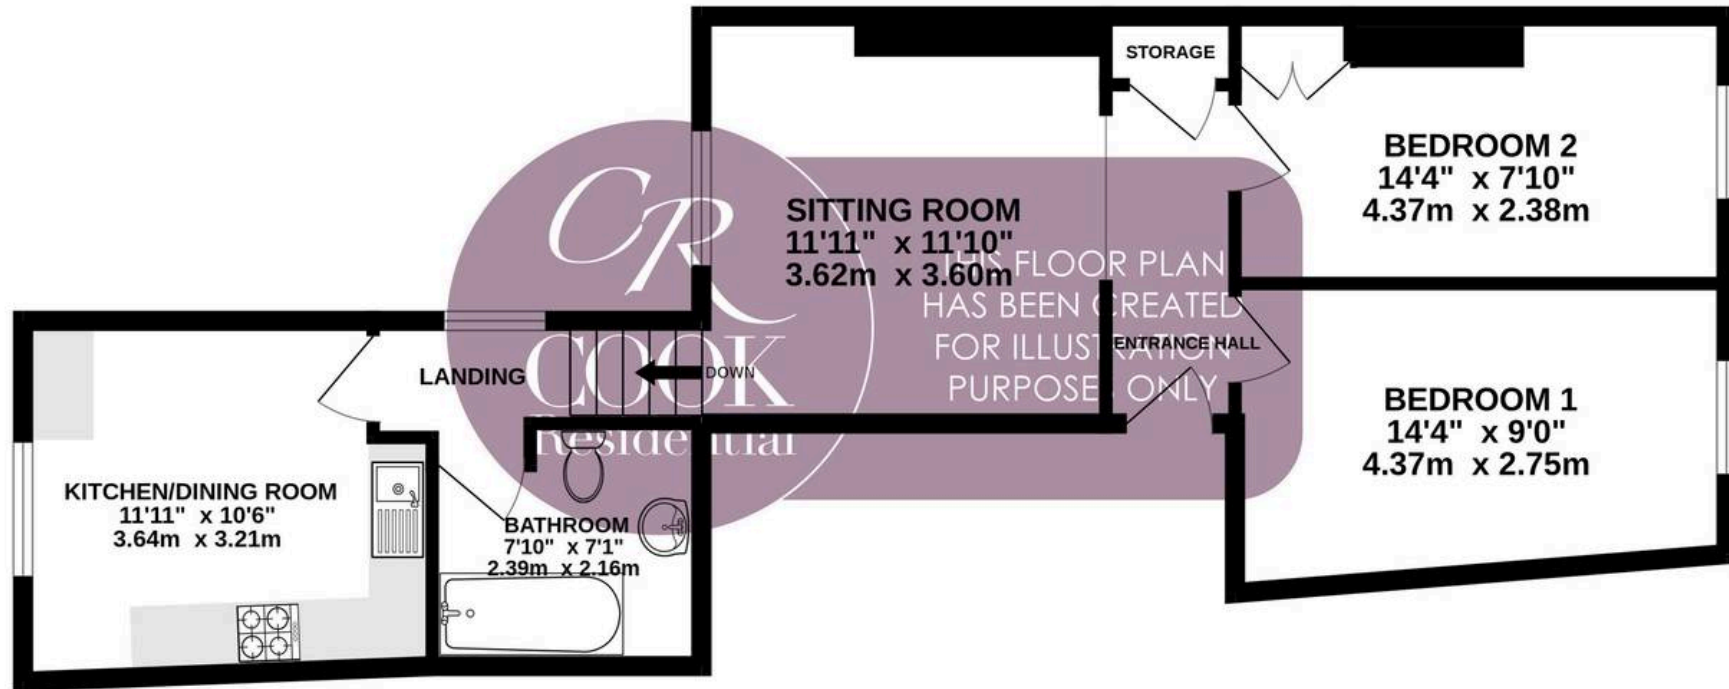 STORAGE
BEDROOM 2
14'4" x 7'10"
4.37m x 2.38m
SITTING ROOM
11'11" x 11'10"
3.62m x 3.60m
CR
COOK
Residential
THIS FLOOR PLAN
HAS BEEN CREATED
FOR ILLUSTRATION
PURPOSES ONLY
ENTRANCE HALL
LANDING
DOWN
BEDROOM 1
14'4" x 9'0"
4.37m x 2.75m
KITCHEN/DINING ROOM
11'11" x 10'6"
3.64m x 3.21m
BATHROOM
7'10" x 7'1"
2.39m x 2.16m